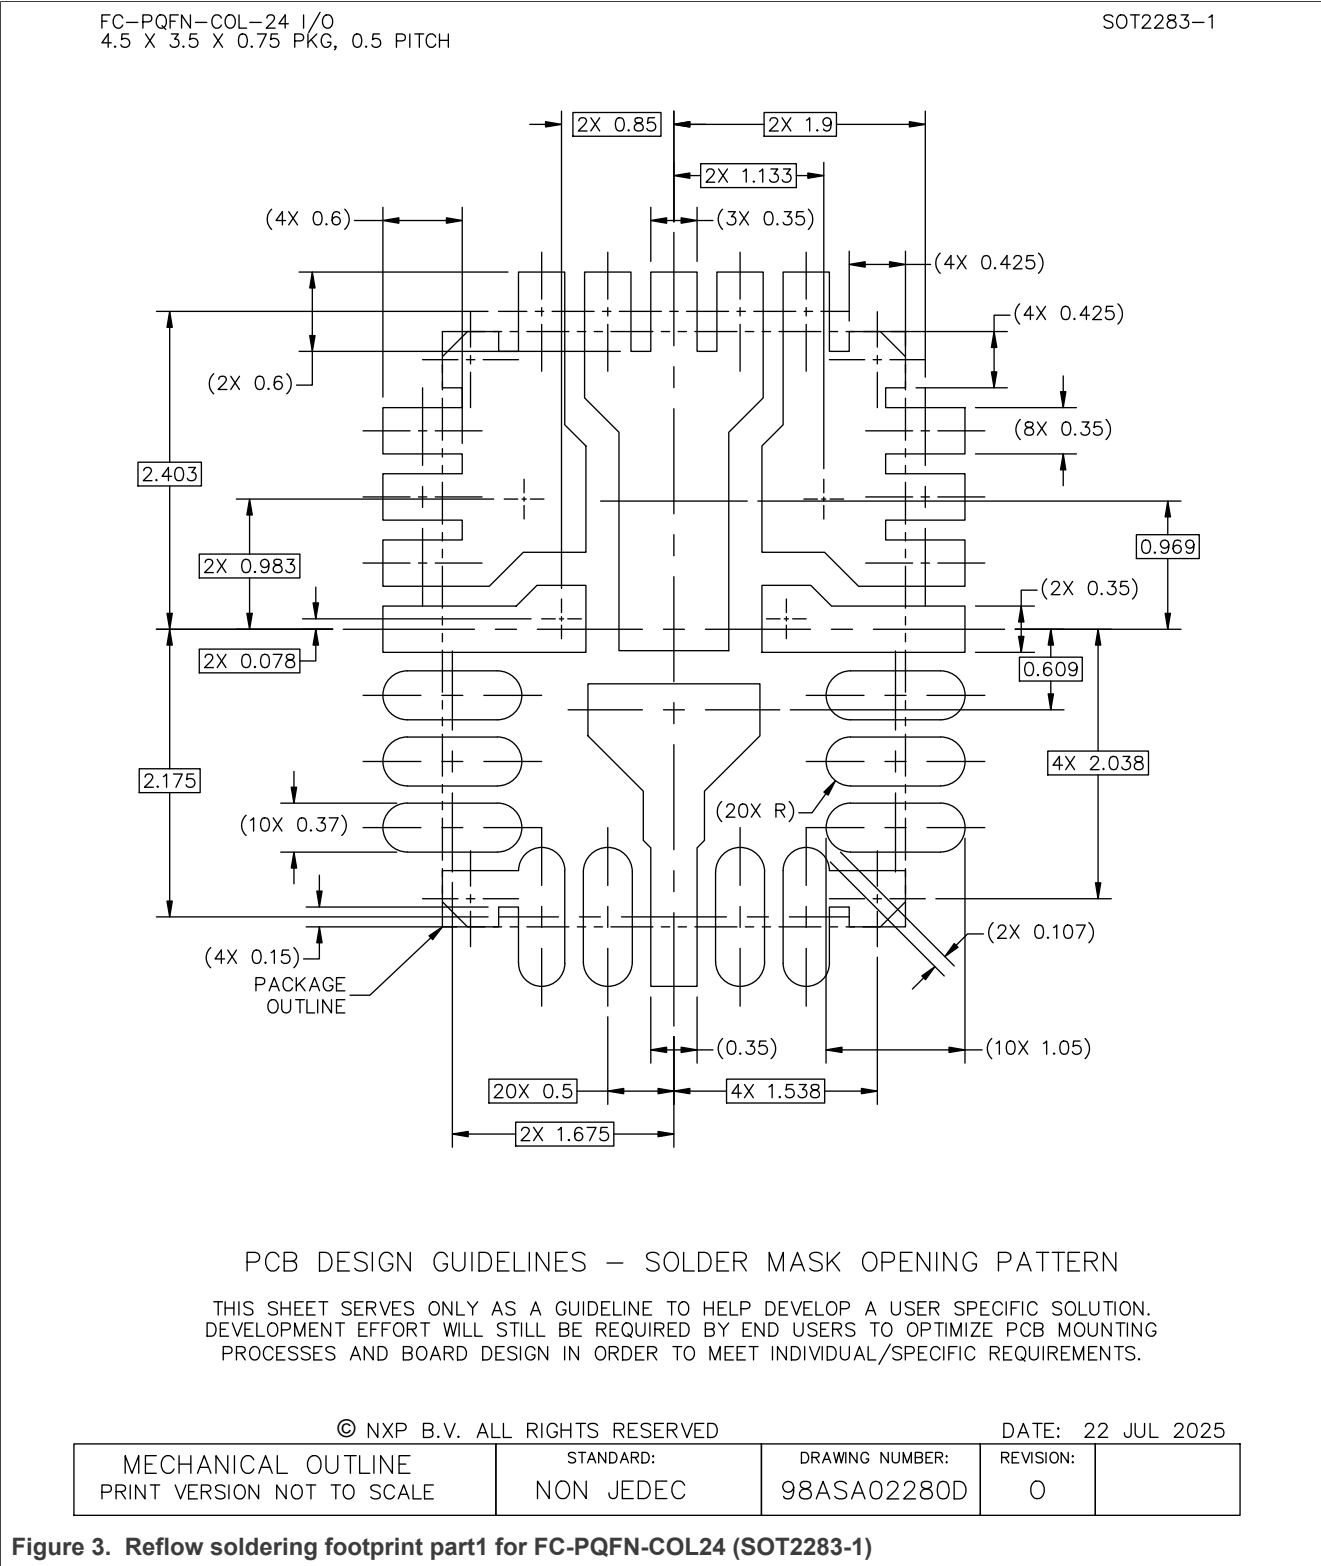 FC-PQFN-COL-24 I/O
SOT2283-1
4.5 X 3.5 X 0.75 PKG, 0.5 PITCH
2X 0.85
2X 1.9
2X 1.133
(4X 0.6)
(3X 0.35)
(4X 0.425)
(4X 0.425)
(2X 0.6)
(8X 0.35)
2.403
0.969
2X 0.983
(2X 0.35)
2X 0.078
0.609
4X 2.038
2.175
(20X R)
(10X 0.37)
(2X 0.107)
(4X 0.15)
PACKAGE
OUTLINE
(0.35)
(10X 1.05)
20X 0.5
4X 1.538
2X 1.675
PCB DESIGN GUIDELINES – SOLDER MASK OPENING PATTERN
THIS SHEET SERVES ONLY AS A GUIDELINE TO HELP DEVELOP A USER SPECIFIC SOLUTION.
DEVELOPMENT EFFORT WILL STILL BE REQUIRED BY END USERS TO OPTIMIZE PCB MOUNTING
PROCESSES AND BOARD DESIGN IN ORDER TO MEET INDIVIDUAL/SPECIFIC REQUIREMENTS.
© NXP B.V. ALL RIGHTS RESERVED
DATE: 22 JUL 2025
MECHANICAL OUTLINE
PRINT VERSION NOT TO SCALE
STANDARD:
NON JEDEC
DRAWING NUMBER:
98ASA02280D
REVISION:
O
Figure 3. Reflow soldering footprint part1 for FC-PQFN-COL24 (SOT2283-1)